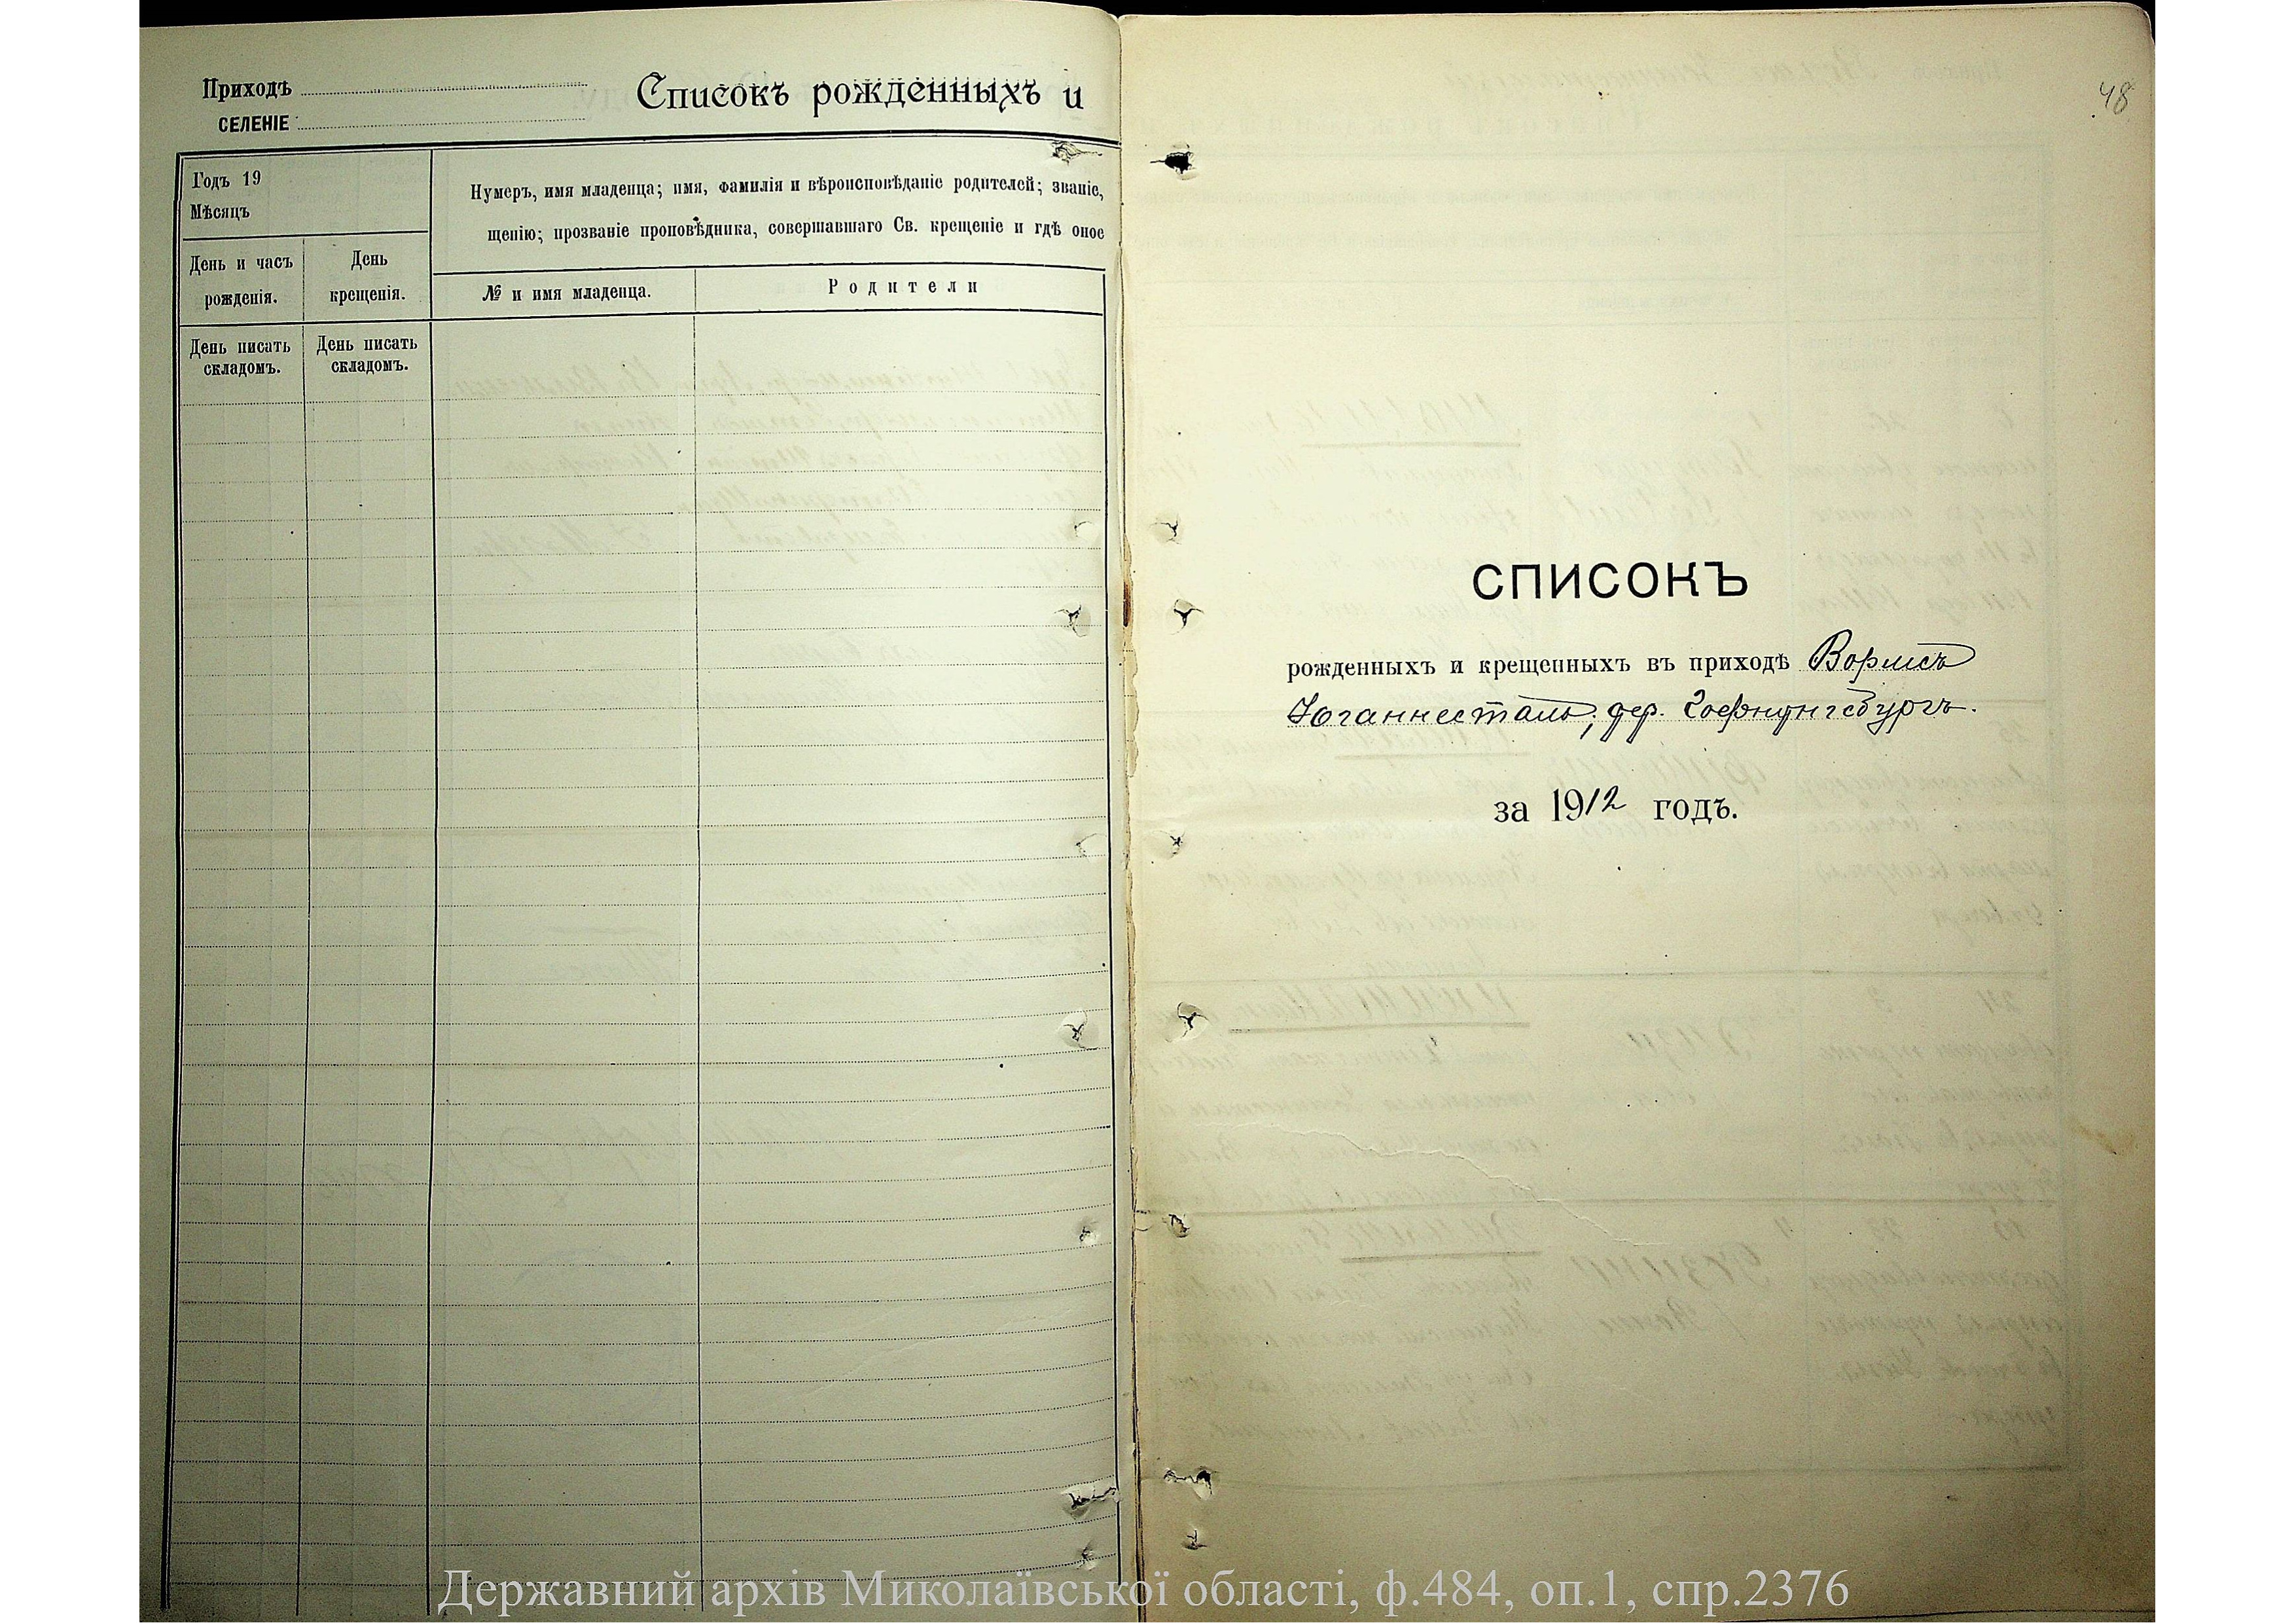 Приходъ
СЕЛЕНІЕ
Списокъ рожденныхъ и
Годъ 19
Мѣсяцъ
Нумеръ, имя младенца; имя, фамилія и вѣроисповѣданіе родителей; званіе,
щенію; прозваніе проповѣдника, совершавшаго Св. крещеніе и гдѣ оное
День и часъ
рожденія.
День
крещенія.
№ и имя младенца.
Родители
День писать
складомъ.
День писать
складомъ.
48
СПИСОКЪ
рожденныхъ и крещенныхъ въ приходѣ Вормсъ
Іоганнесталь; дер. Гофнунгсбургъ.
за 1912 годъ.
Державний архів Миколаївської області, ф.484, оп.1, спр.2376